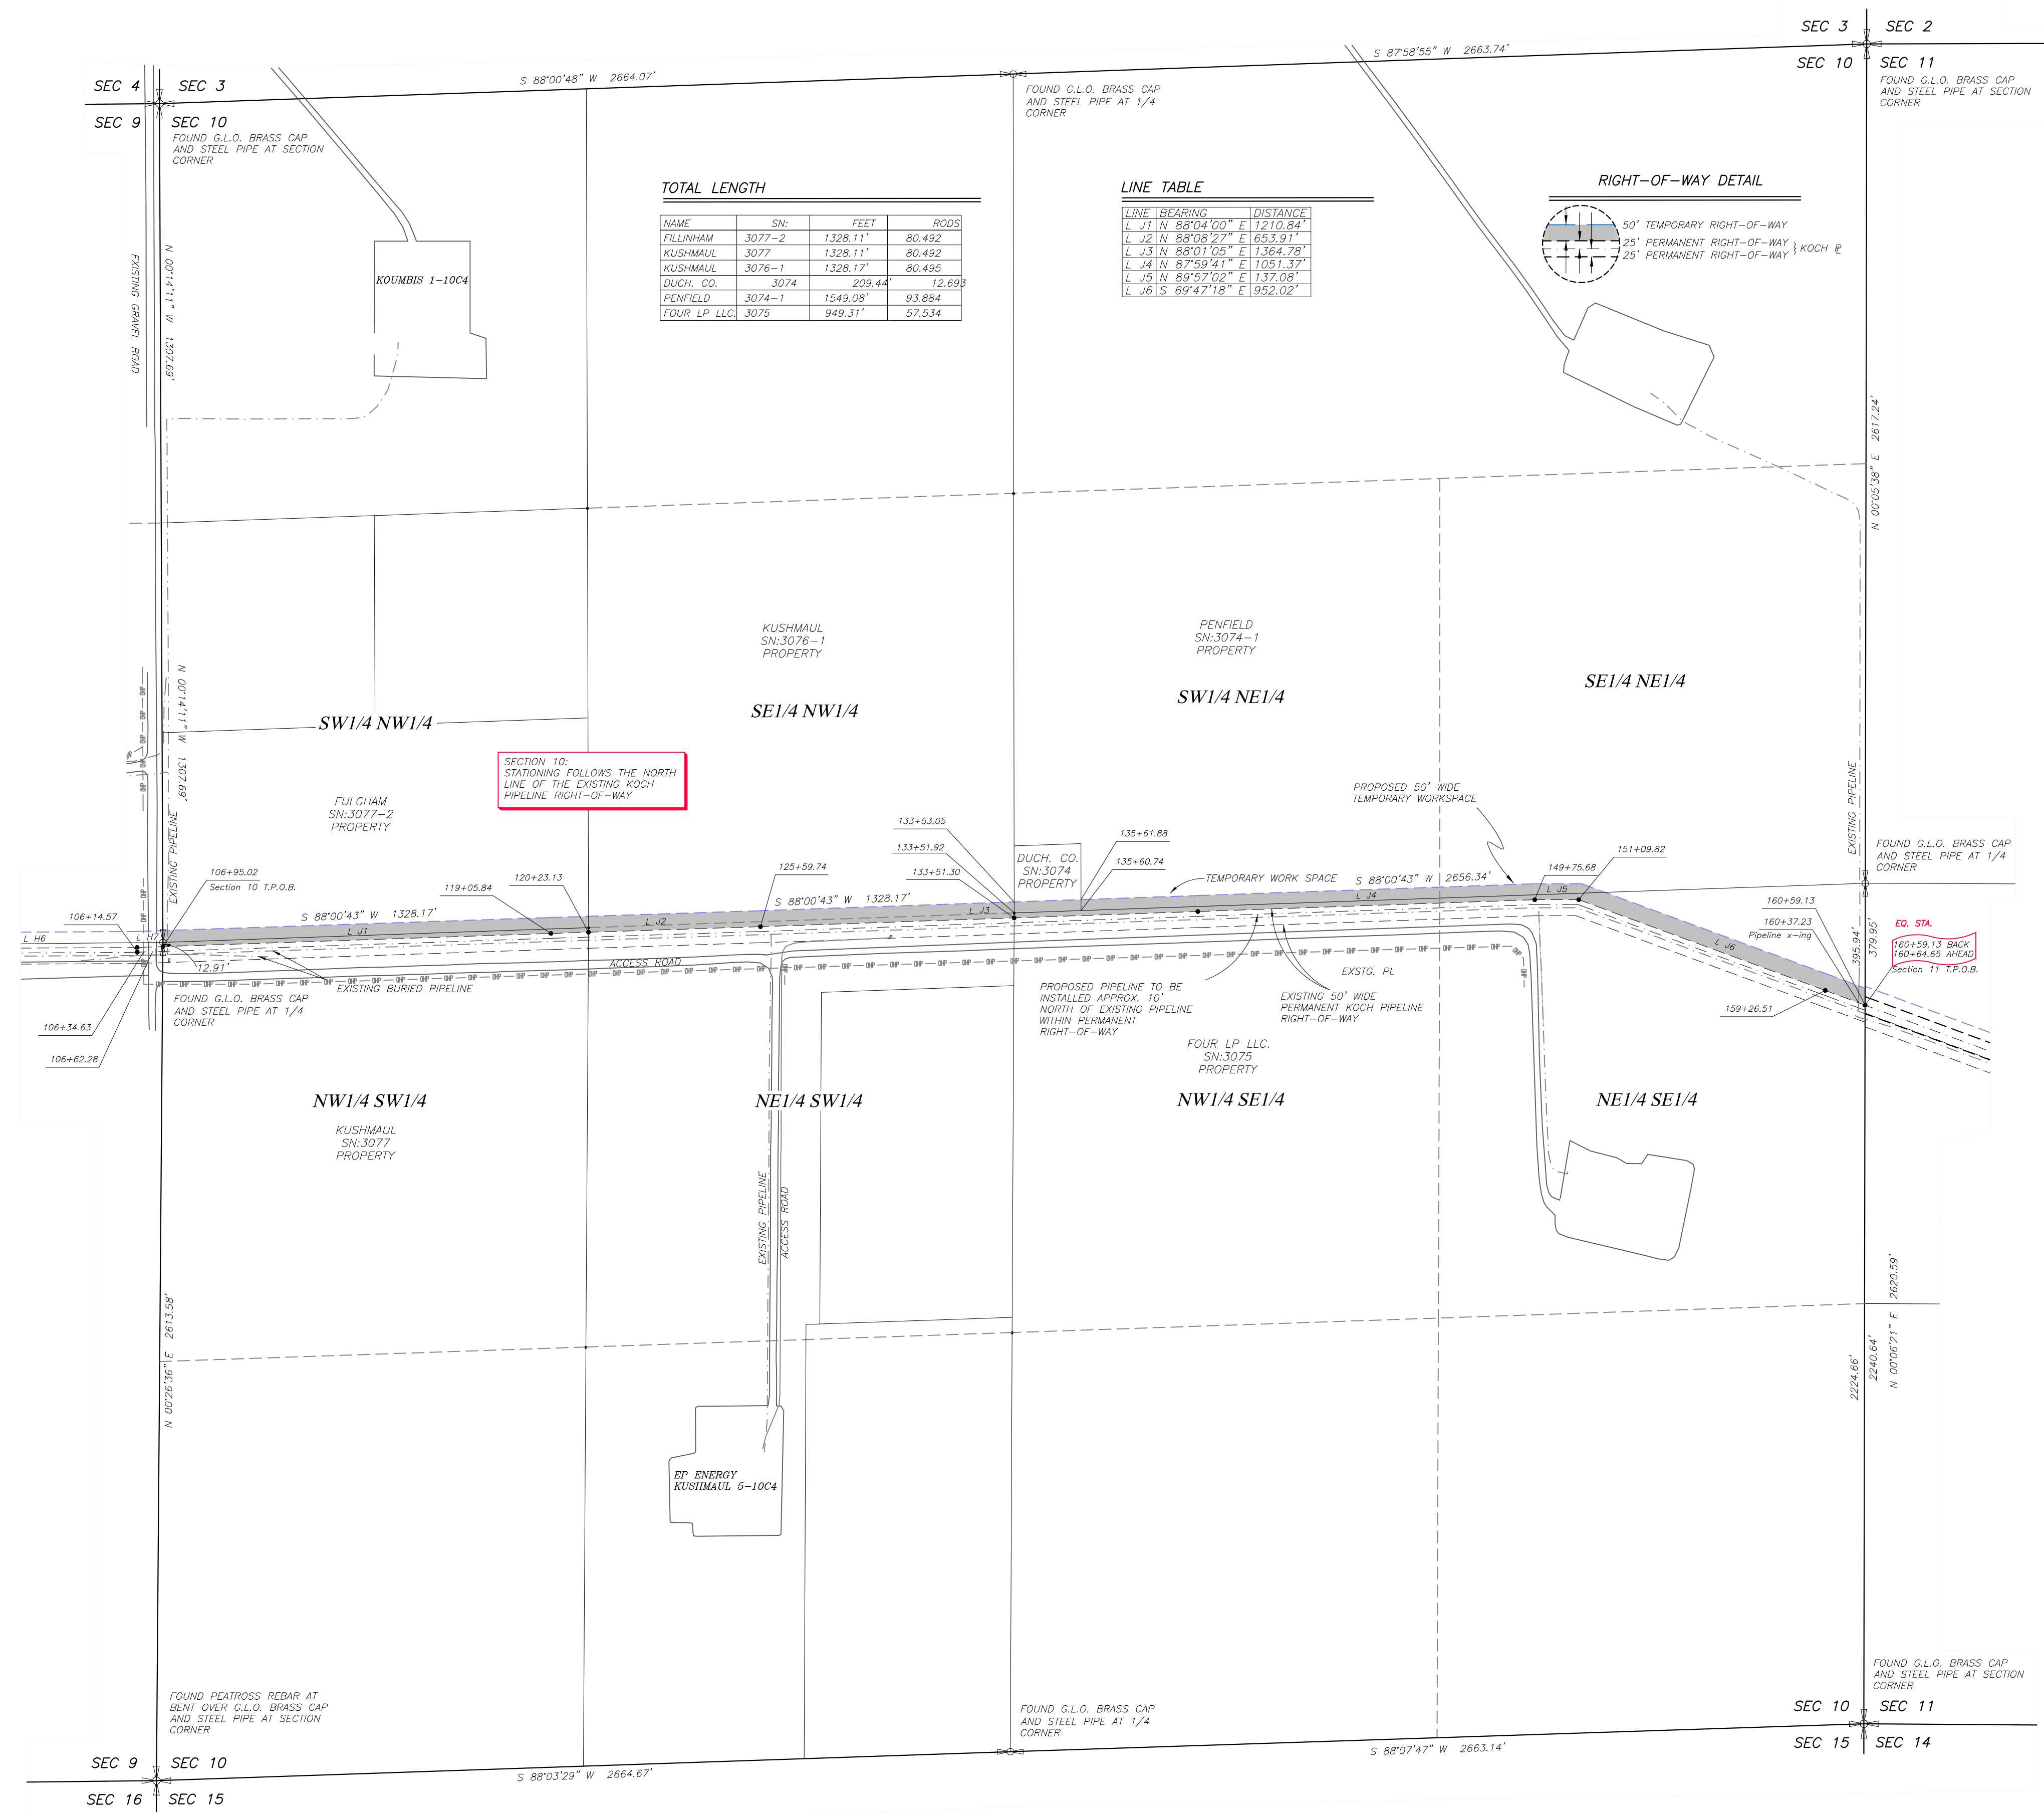 SEC 3 SEC 2
SEC 10 SEC 11
FOUND G.L.O. BRASS CAP
AND STEEL PIPE AT SECTION
CORNER
S 87°58'55" W 2663.74'
S 88°00'48" W 2664.07'
SEC 4 SEC 3
SEC 9 SEC 10
FOUND G.L.O. BRASS CAP
AND STEEL PIPE AT SECTION
CORNER
FOUND G.L.O. BRASS CAP
AND STEEL PIPE AT 1/4
CORNER
EXISTING GRAVEL ROAD
N 00°14'11" W 1307.69'
KOUMBIS 1-10C4
TOTAL LENGTH
NAME SN: FEET RODS
FILLINHAM 3077-2 1328.11' 80.492
KUSHMAUL 3077 1328.11' 80.492
KUSHMAUL 3076-1 1328.17' 80.495
DUCH. CO. 3074 209.44' 12.693
PENFIELD 3074-1 1549.08' 93.884
FOUR LP LLC. 3075 949.31' 57.534
LINE TABLE
LINE BEARING DISTANCE
L J1 N 88°04'00" E 1210.84'
L J2 N 88°08'27" E 653.91'
L J3 N 88°01'05" E 1364.78'
L J4 N 87°59'41" E 1051.37'
L J5 N 89°57'02" E 137.08'
L J6 S 69°47'18" E 952.02'
RIGHT-OF-WAY DETAIL
50' TEMPORARY RIGHT-OF-WAY
25' PERMANENT RIGHT-OF-WAY
25' PERMANENT RIGHT-OF-WAY
} KOCH PL
N 00°05'38" E 2617.24'
KUSHMAUL
SN:3076-1
PROPERTY
PENFIELD
SN:3074-1
PROPERTY
SW1/4 NW1/4
SE1/4 NW1/4
SW1/4 NE1/4
SE1/4 NE1/4
N 00°14'11" W 1307.69'
EXISTING PIPELINE
SECTION 10:
STATIONING FOLLOWS THE NORTH
LINE OF THE EXISTING KOCH
PIPELINE RIGHT-OF-WAY
FULGHAM
SN:3077-2
PROPERTY
PROPOSED 50' WIDE
TEMPORARY WORKSPACE
EXISTING PIPELINE
133+53.05
133+51.92
133+51.30
DUCH. CO.
SN:3074
PROPERTY
135+61.88
135+60.74
TEMPORARY WORK SPACE
S 88°00'43" W 2656.34'
149+75.68
151+09.82
FOUND G.L.O. BRASS CAP
AND STEEL PIPE AT 1/4
CORNER
106+95.02
Section 10 T.P.O.B.
119+05.84
120+23.13
125+59.74
106+14.57
S 88°00'43" W 1328.17'
S 88°00'43" W 1328.17'
L H6
L H7
L J1
L J2
L J3
L J4
L J5
L J6
160+59.13
160+37.23
Pipeline x-ing
395.94'
379.95'
EQ. STA.
160+59.13 BACK
160+64.65 AHEAD
Section 11 T.P.O.B.
12.91'
ACCESS ROAD
EXISTING BURIED PIPELINE
FOUND G.L.O. BRASS CAP
AND STEEL PIPE AT 1/4
CORNER
106+34.63
106+62.28
PROPOSED PIPELINE TO BE
INSTALLED APPROX. 10'
NORTH OF EXISTING PIPELINE
WITHIN PERMANENT
RIGHT-OF-WAY
EXSTG. PL
EXISTING 50' WIDE
PERMANENT KOCH PIPELINE
RIGHT-OF-WAY
159+26.51
FOUR LP LLC.
SN:3075
PROPERTY
NW1/4 SW1/4
NE1/4 SW1/4
NW1/4 SE1/4
NE1/4 SE1/4
KUSHMAUL
SN:3077
PROPERTY
EXISTING PIPELINE
ACCESS ROAD
N 00°26'36" E 2613.58'
2224.66'
2240.64'
N 00°06'21" E 2620.59'
EP ENERGY
KUSHMAUL 5-10C4
FOUND PEATROSS REBAR AT
BENT OVER G.L.O. BRASS CAP
AND STEEL PIPE AT SECTION
CORNER
FOUND G.L.O. BRASS CAP
AND STEEL PIPE AT 1/4
CORNER
FOUND G.L.O. BRASS CAP
AND STEEL PIPE AT SECTION
CORNER
SEC 10 SEC 11
SEC 15 SEC 14
S 88°07'47" W 2663.14'
S 88°03'29" W 2664.67'
SEC 9 SEC 10
SEC 16 SEC 15